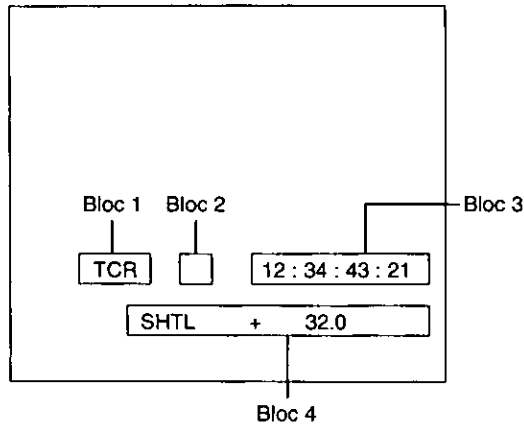 Bloc 1 Bloc 2
Bloc 3
TCR 12 : 34 : 43 : 21
SHTL + 32.0
Bloc 4